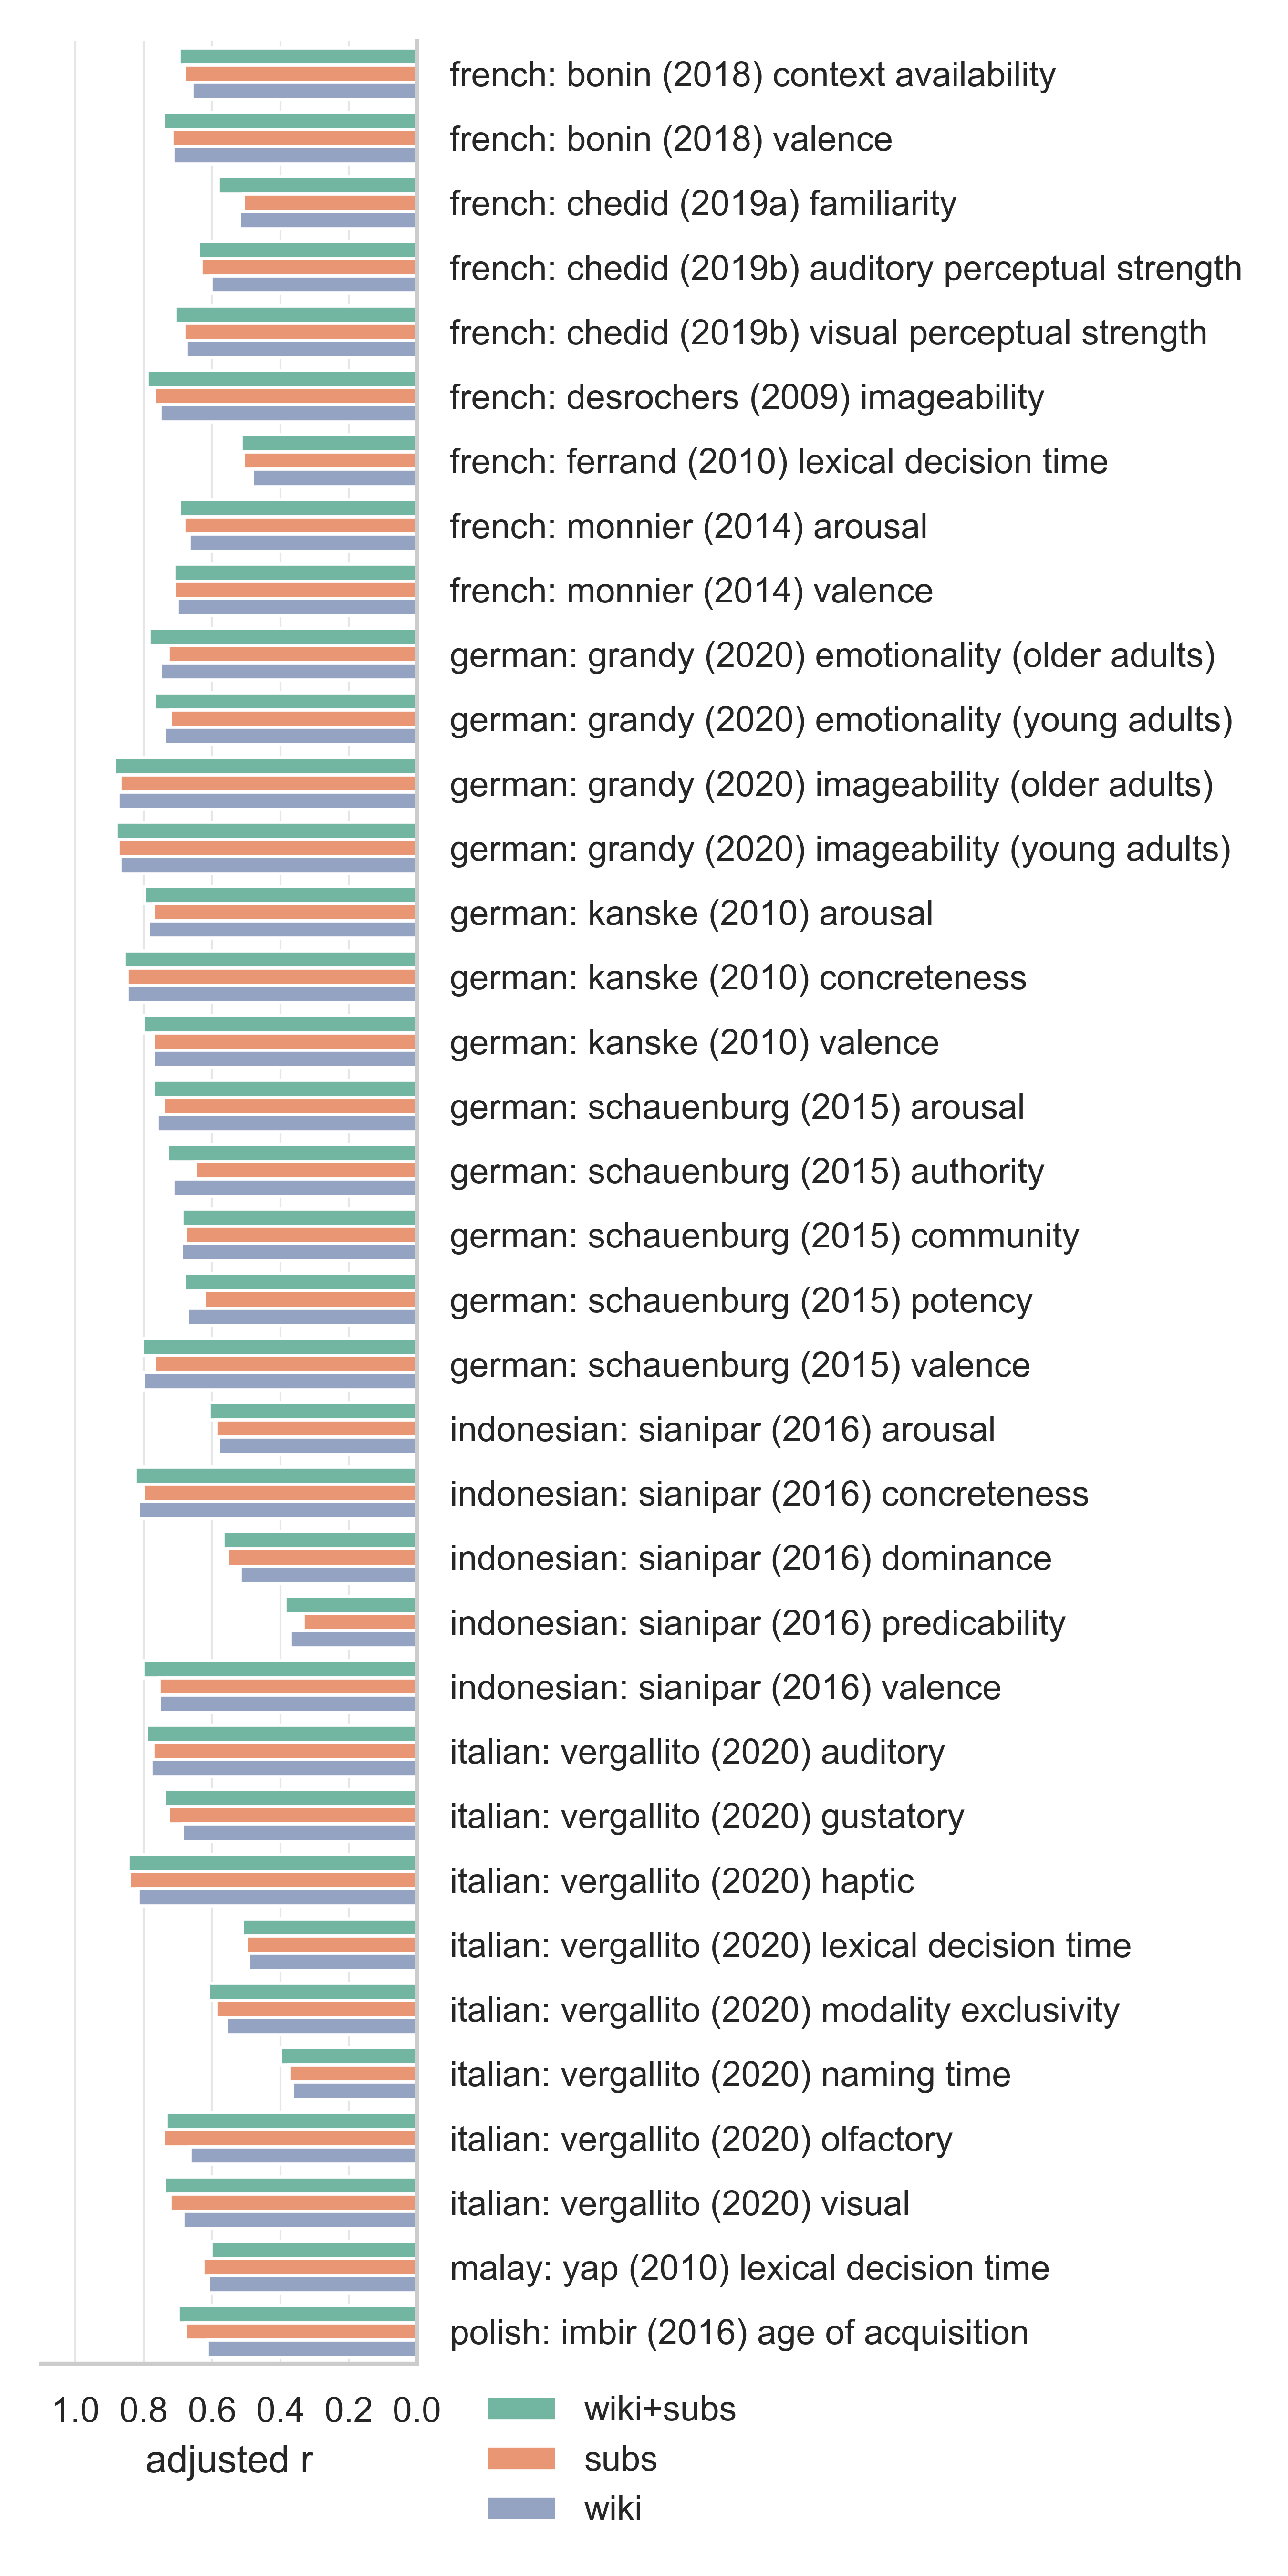 french: bonin (2018) context availability
french: bonin (2018) valence
french: chedid (2019a) familiarity
french: chedid (2019b) auditory perceptual strength
french: chedid (2019b) visual perceptual strength
french: desrochers (2009) imageability
french: ferrand (2010) lexical decision time
french: monnier (2014) arousal
french: monnier (2014) valence
german: grandy (2020) emotionality (older adults)
german: grandy (2020) emotionality (young adults)
german: grandy (2020) imageability (older adults)
german: grandy (2020) imageability (young adults)
german: kanske (2010) arousal
german: kanske (2010) concreteness
german: kanske (2010) valence
german: schauenburg (2015) arousal
german: schauenburg (2015) authority
german: schauenburg (2015) community
german: schauenburg (2015) potency
german: schauenburg (2015) valence
indonesian: sianipar (2016) arousal
indonesian: sianipar (2016) concreteness
indonesian: sianipar (2016) dominance
indonesian: sianipar (2016) predicability
indonesian: sianipar (2016) valence
italian: vergallito (2020) auditory
italian: vergallito (2020) gustatory
italian: vergallito (2020) haptic
italian: vergallito (2020) lexical decision time
italian: vergallito (2020) modality exclusivity
italian: vergallito (2020) naming time
italian: vergallito (2020) olfactory
italian: vergallito (2020) visual
malay: yap (2010) lexical decision time
polish: imbir (2016) age of acquisition
1.0 0.8 0.6 0.4 0.2 0.0
adjusted r
wiki+subs
subs
wiki